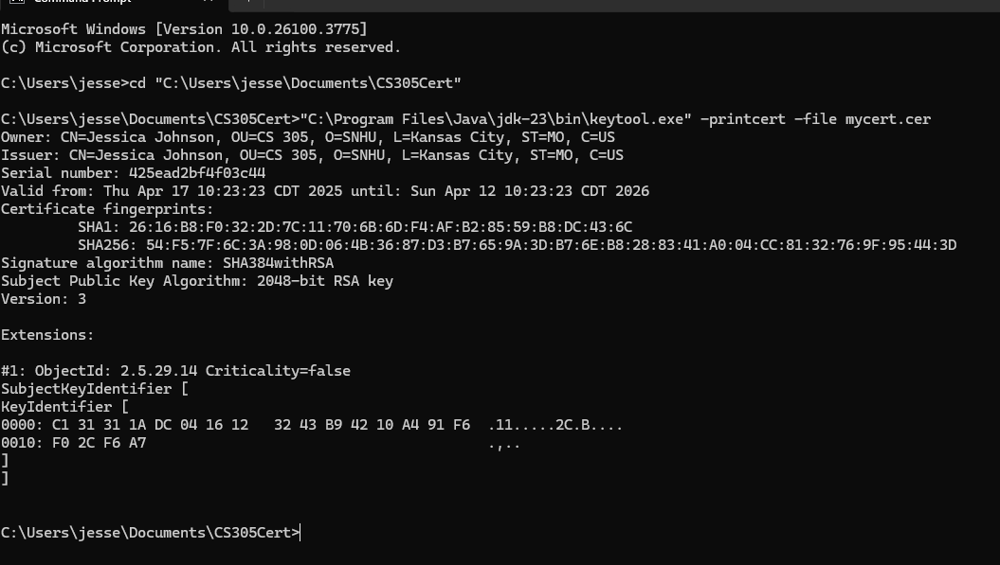 Command Prompt
Microsoft Windows [Version 10.0.26100.3775]
(c) Microsoft Corporation. All rights reserved.
C:\Users\jesse>cd "C:\Users\jesse\Documents\CS305Cert"
C:\Users\jesse\Documents\CS305Cert>"C:\Program Files\Java\jdk-23\bin\keytool.exe" -printcert -file mycert.cer
Owner: CN=Jessica Johnson, OU=CS 305, O=SNHU, L=Kansas City, ST=MO, C=US
Issuer: CN=Jessica Johnson, OU=CS 305, O=SNHU, L=Kansas City, ST=MO, C=US
Serial number: 425ead2bf4f03c44
Valid from: Thu Apr 17 10:23:23 CDT 2025 until: Sun Apr 12 10:23:23 CDT 2026
Certificate fingerprints:
         SHA1: 26:16:B8:F0:32:2D:7C:11:70:6B:6D:F4:AF:B2:85:59:B8:DC:43:6C
         SHA256: 54:F5:7F:6C:3A:98:0D:06:4B:36:87:D3:B7:65:9A:3D:B7:6E:B8:28:83:41:A0:04:CC:81:32:76:9F:95:44:3D
Signature algorithm name: SHA384withRSA
Subject Public Key Algorithm: 2048-bit RSA key
Version: 3
Extensions:
#1: ObjectId: 2.5.29.14 Criticality=false
SubjectKeyIdentifier [
KeyIdentifier [
0000: C1 31 31 1A DC 04 16 12   32 43 B9 42 10 A4 91 F6  .11.....2C.B....
0010: F0 2C F6 A7                                        .,..
]
]
C:\Users\jesse\Documents\CS305Cert>